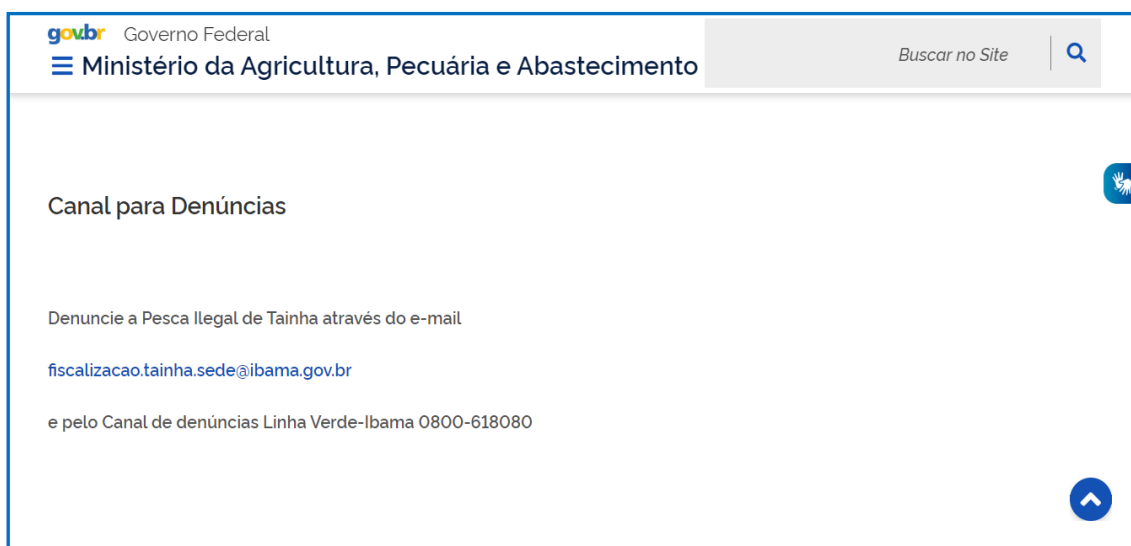 gov.br Governo Federal
Ministério da Agricultura, Pecuária e Abastecimento
Buscar no Site
Canal para Denúncias
Denuncie a Pesca Ilegal de Tainha através do e-mail
fiscalizacao.tainha.sede@ibama.gov.br
e pelo Canal de denúncias Linha Verde-Ibama 0800-618080